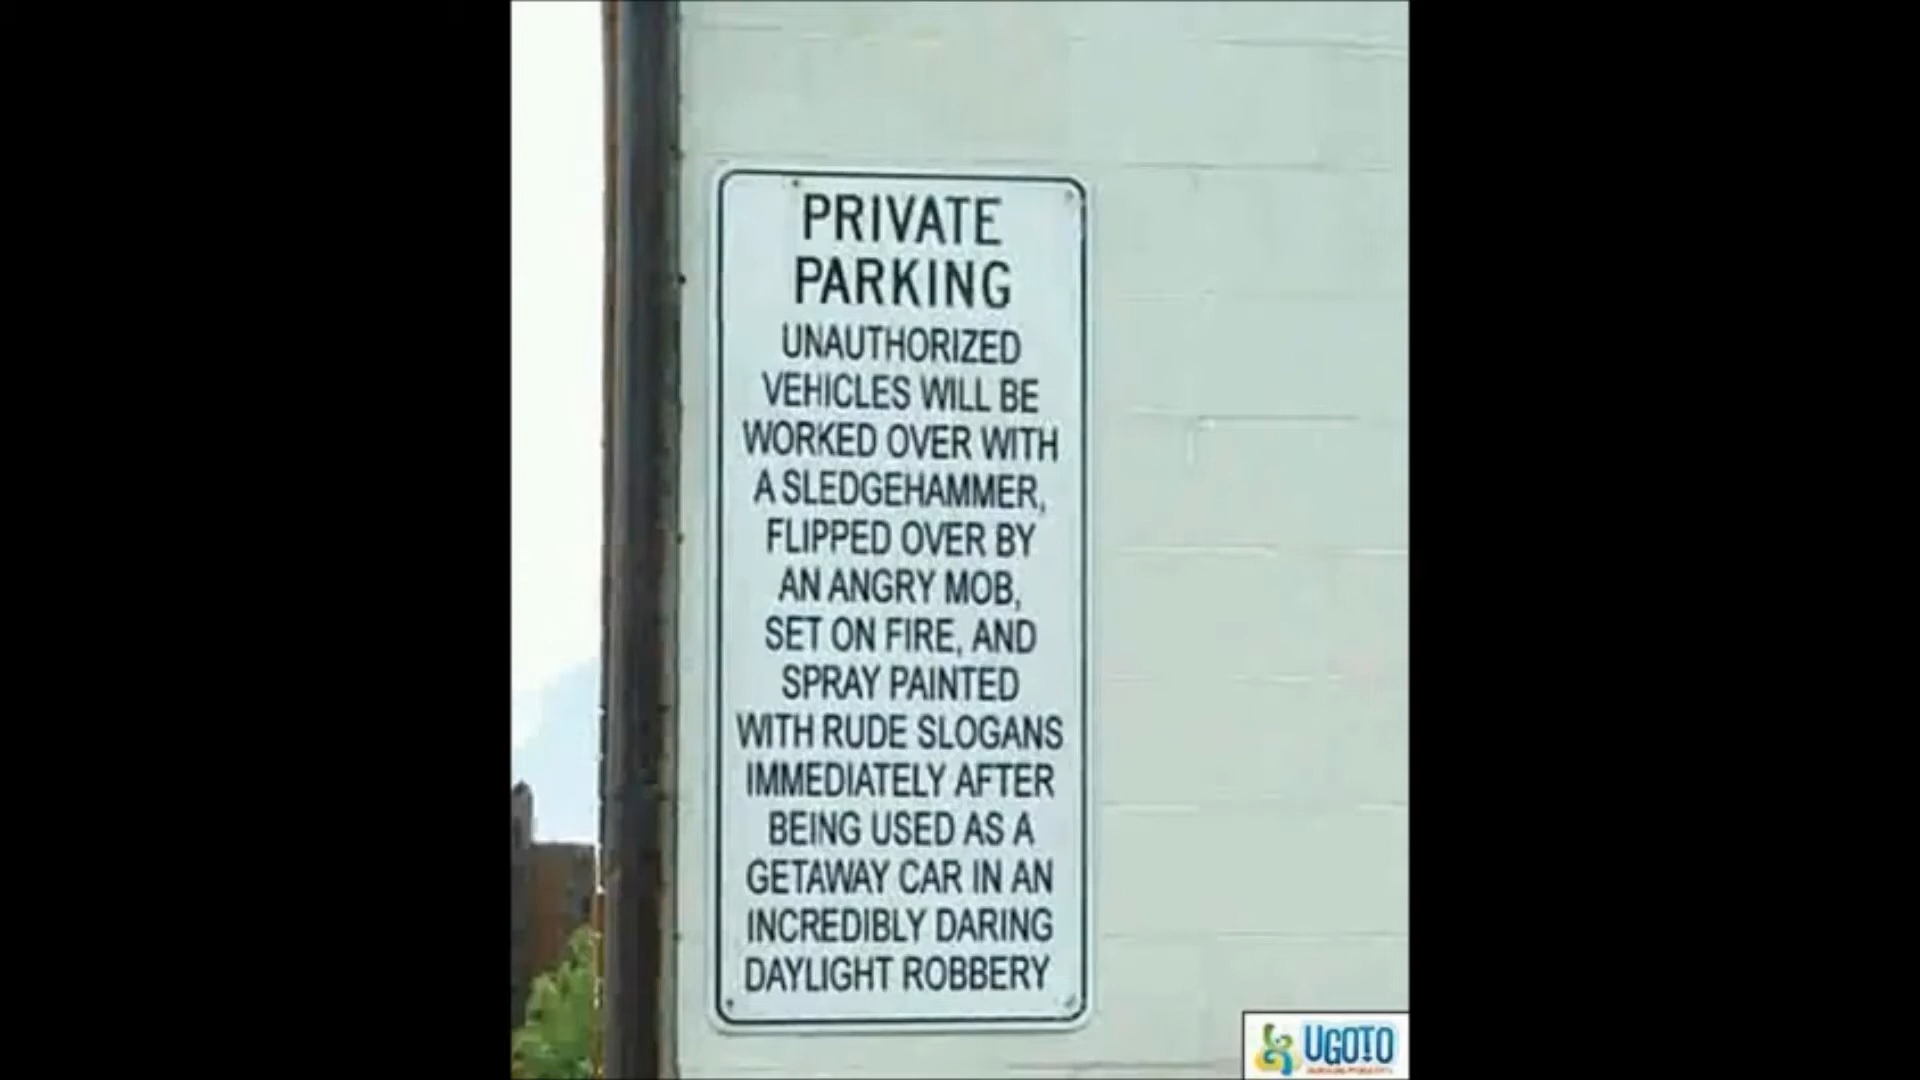 PRIVATE
PARKING
UNAUTHORIZED
VEHICLES WILL BE
WORKED OVER WITH
A SLEDGEHAMMER,
FLIPPED OVER BY
AN ANGRY MOB,
SET ON FIRE, AND
SPRAY PAINTED
WITH RUDE SLOGANS
IMMEDIATELY AFTER
BEING USED AS A
GETAWAY CAR IN AN
INCREDIBLY DARING
DAYLIGHT ROBBERY
UGOTO